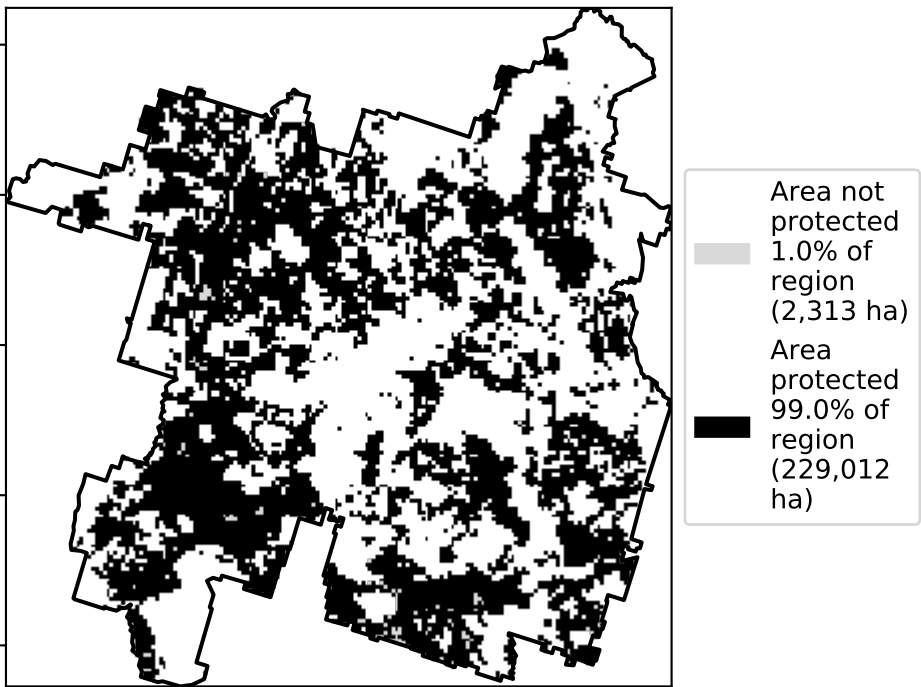 Area not
protected
1.0% of
region
(2,313 ha)
Area
protected
99.0% of
region
(229,012
ha)